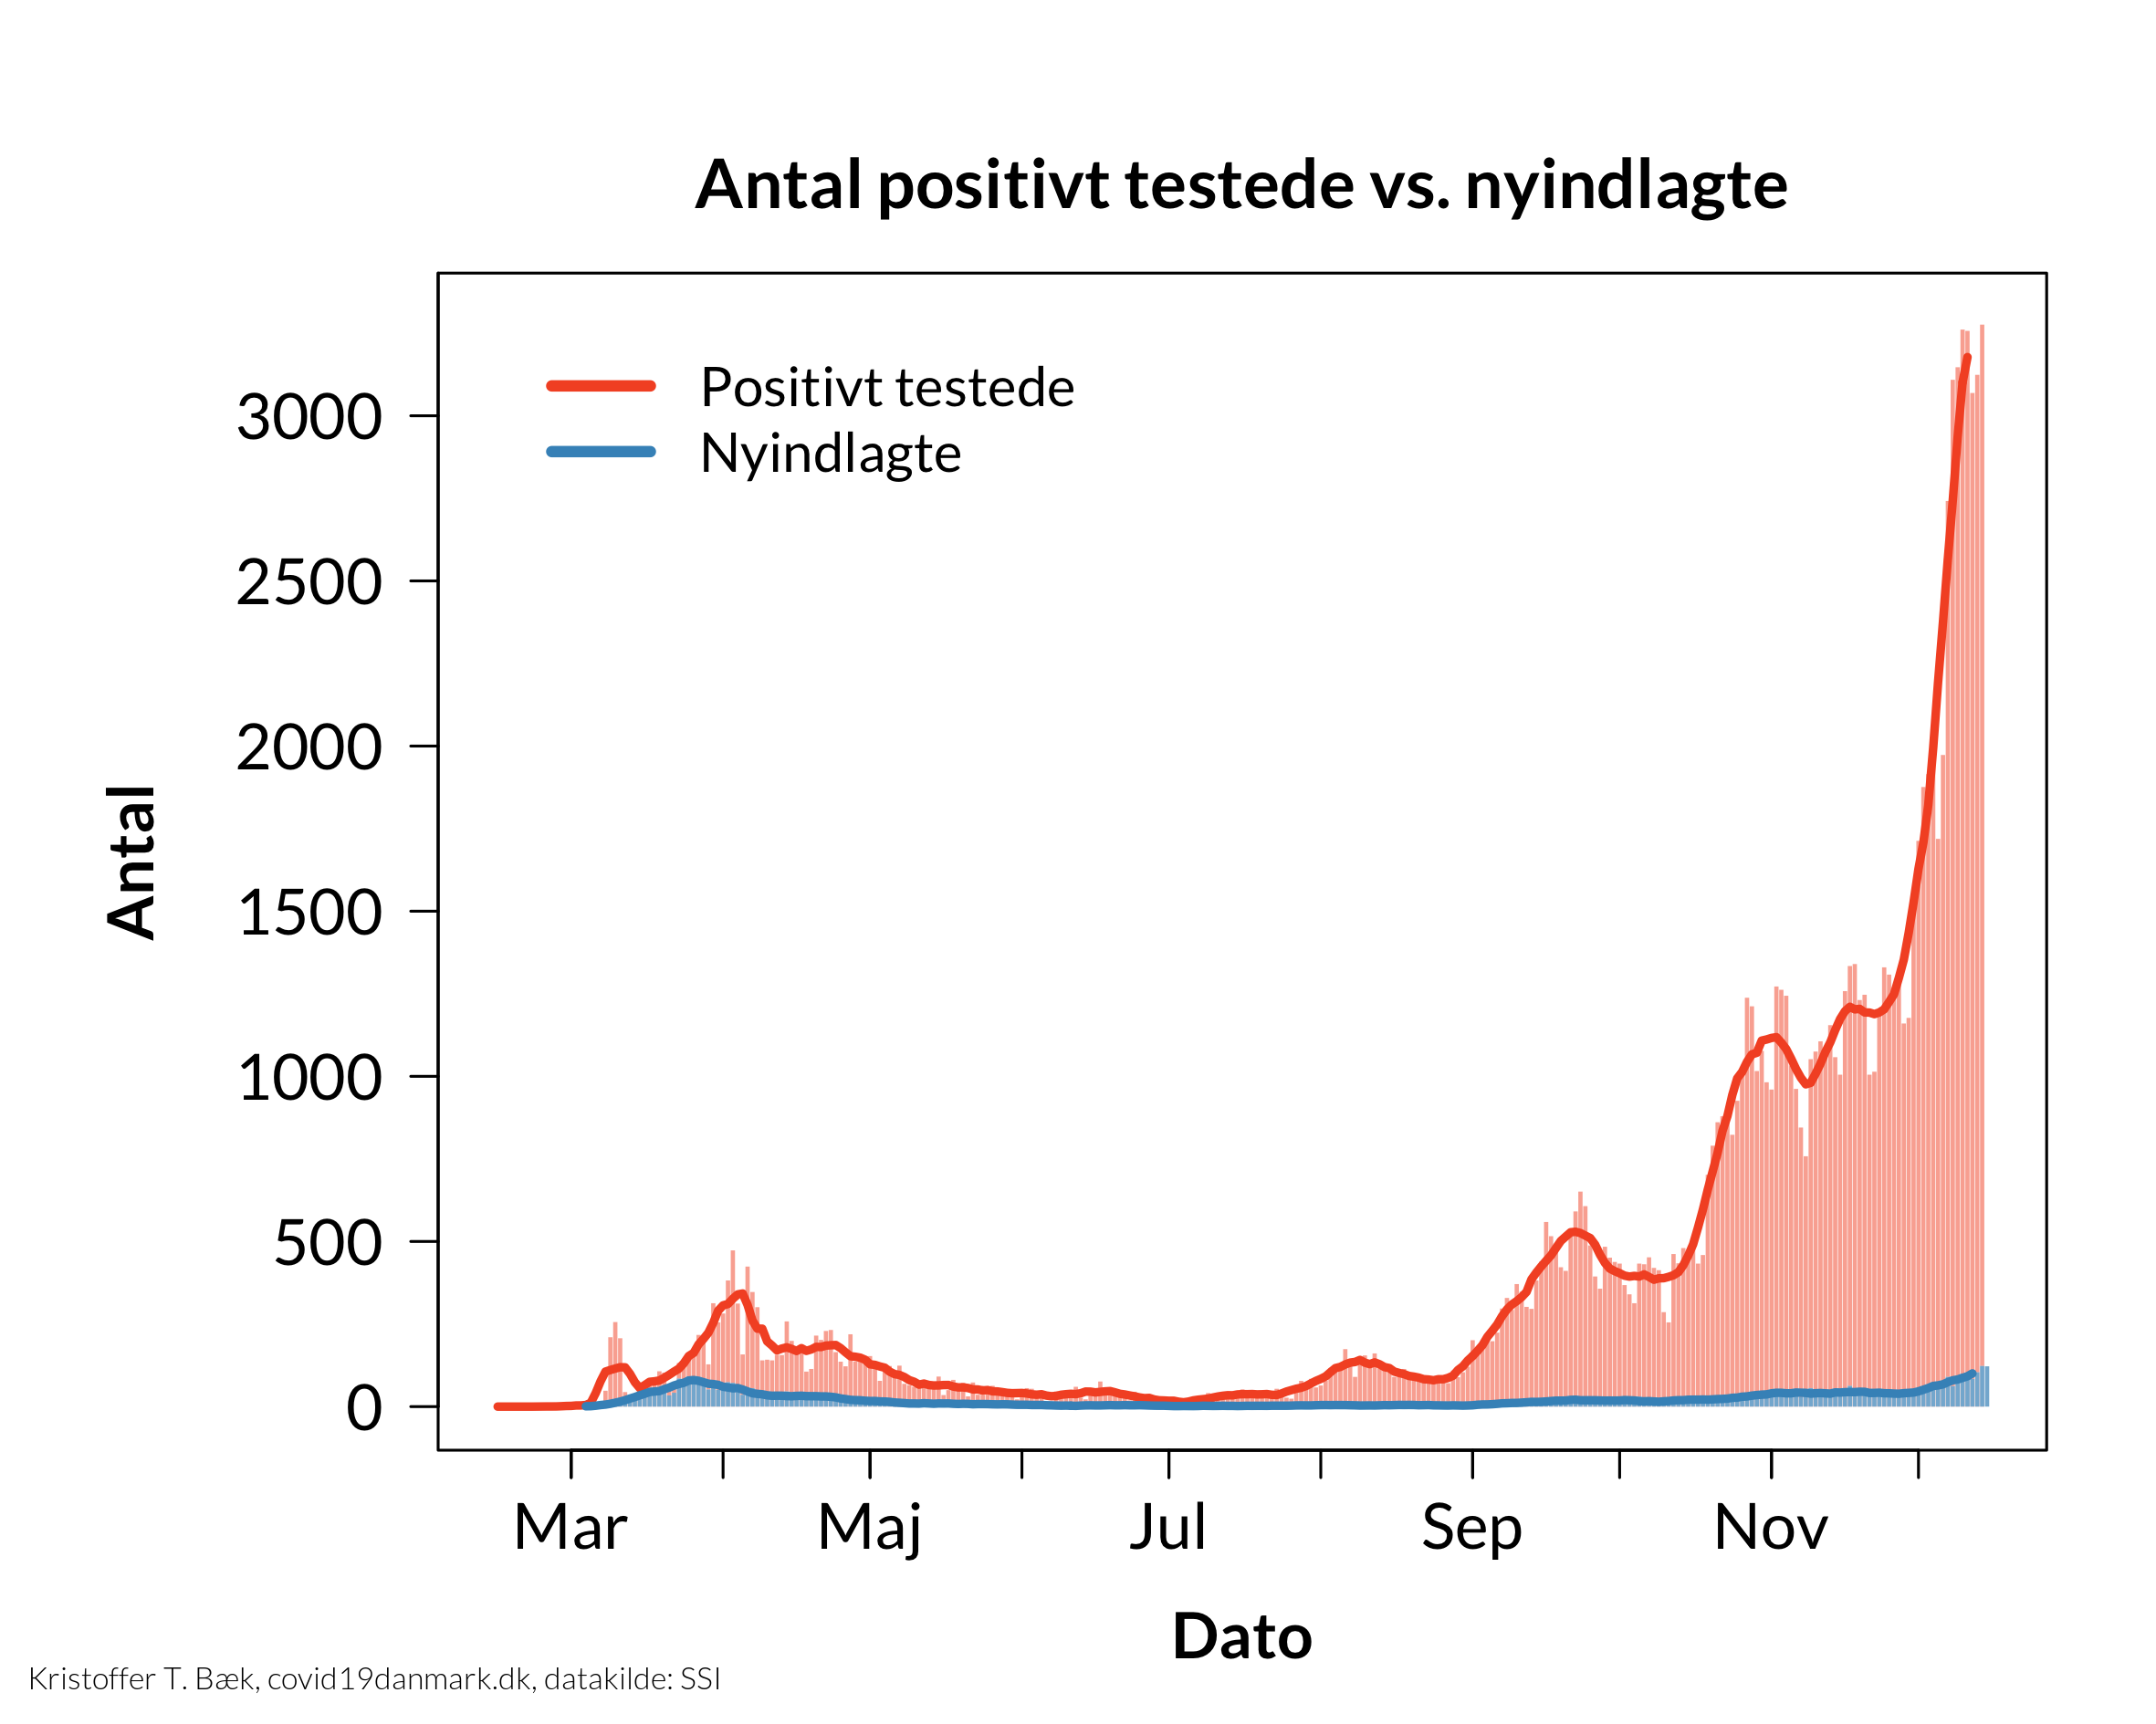 Antal positivt testede vs. nyindlagte
Positivt testede
Nyindlagte
3000
2500
2000
1500
1000
500
0
Antal
Mar Maj Jul Sep Nov
Dato
Kristoffer T. Bæk, covid19danmark.dk, datakilde: SSI